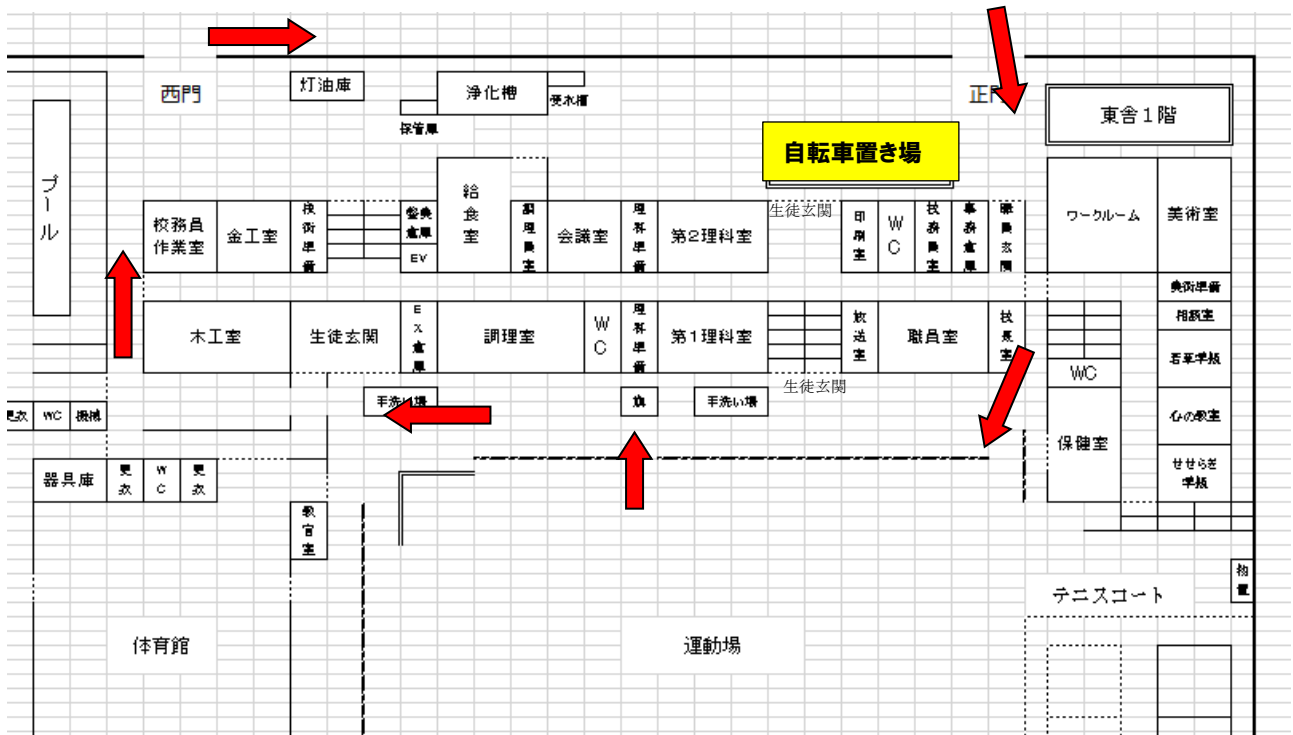 西門
灯油庫
浄化槽
受水槽
保管庫
正門
東舎１階
自転車置き場
プール
校務員
作業室
金工室
技術準備
EV
給食室
調理員室
会議室
理科準備
第2理科室
生徒玄関
印刷室
WC
技務員室
事務倉庫
職員玄関
ワークルーム
美術室
美術準備
木工室
生徒玄関
EX倉庫
調理室
WC
理科準備
第1理科室
放送室
職員室
校長室
相談室
若草学級
WC
生徒玄関
手洗い場
旗
手洗い場
更衣
WC
機械
心の教室
保健室
せせらぎ
学級
器具庫
更衣
WC
更衣
教官室
物置
テニスコート
体育館
運動場